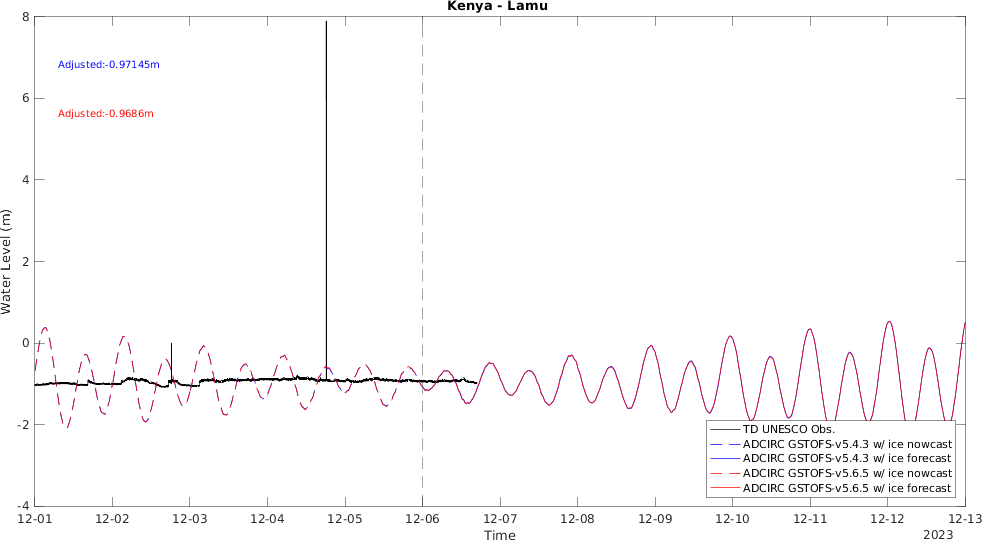 Kenya - Lamu
8
Adjusted:-0.97145m
6
Adjusted:-0.9686m
4
2
0
-2
-4
Water Level (m)
TD UNESCO Obs.
ADCIRC GSTOFS-v5.4.3 w/ ice nowcast
ADCIRC GSTOFS-v5.4.3 w/ ice forecast
ADCIRC GSTOFS-v5.6.5 w/ ice nowcast
ADCIRC GSTOFS-v5.6.5 w/ ice forecast
12-01 12-02 12-03 12-04 12-05 12-06 12-07 12-08 12-09 12-10 12-11 12-12 12-13
Time
2023